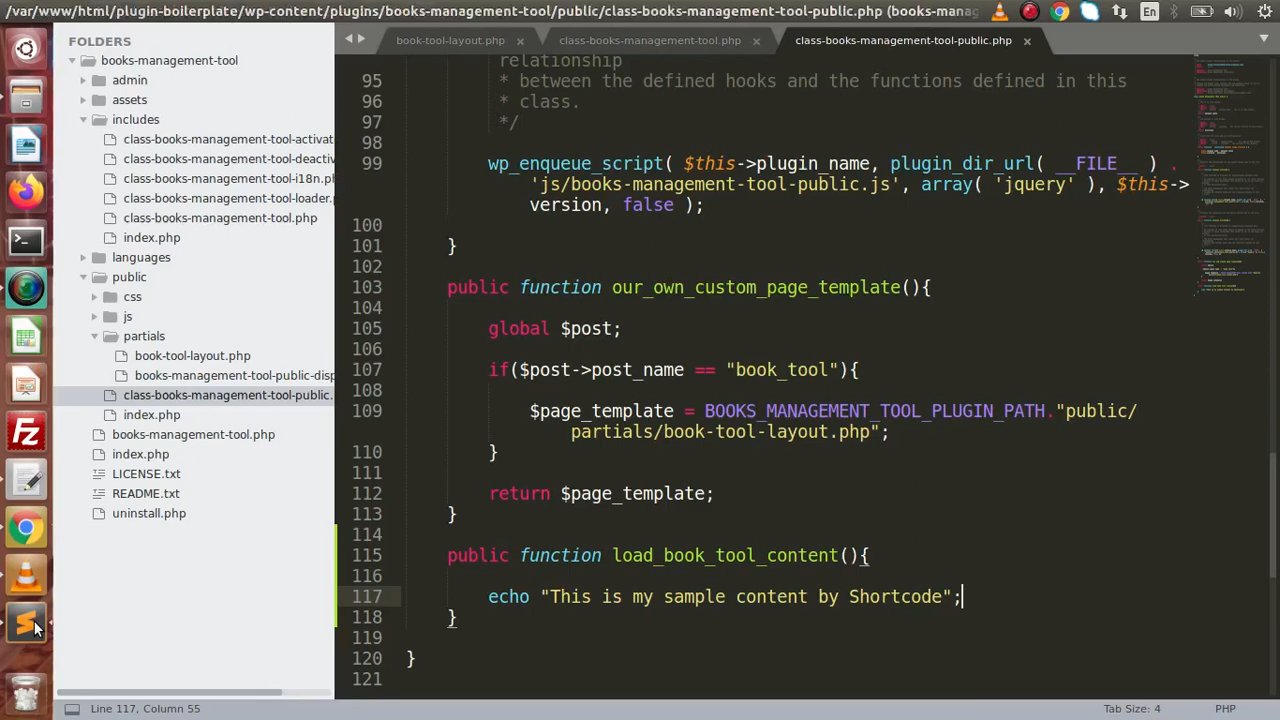 /var/www/html/plugin-boilerplate/wp-content/plugins/books-management-tool/public/class-books-management-tool-public.php (books-mana
En
FOLDERS
books-management-tool
admin
assets
includes
class-books-management-tool-activat
class-books-management-tool-deactiv
class-books-management-tool-i18n.ph
class-books-management-tool-loader.
class-books-management-tool.php
index.php
languages
public
css
js
partials
book-tool-layout.php
books-management-tool-public-disp
class-books-management-tool-public.
index.php
books-management-tool.php
index.php
LICENSE.txt
README.txt
uninstall.php
book-tool-layout.php × class-books-management-tool.php × class-books-management-tool-public.php ×
relationship
95 * between the defined hooks and the functions defined in this
96 * class.
97 */
98
99 wp_enqueue_script( $this->plugin_name, plugin_dir_url( __FILE__ ) .
'js/books-management-tool-public.js', array( 'jquery' ), $this->
version, false );
100
101 }
102
103 public function our_own_custom_page_template(){
104
105 global $post;
106
107 if($post->post_name == "book_tool"){
108
109 $page_template = BOOKS_MANAGEMENT_TOOL_PLUGIN_PATH."public/
partials/book-tool-layout.php";
110 }
111
112 return $page_template;
113 }
114
115 public function load_book_tool_content(){
116
117 echo "This is my sample content by Shortcode";
118 }
119
120 }
121
Line 117, Column 55
Tab Size: 4
PHP